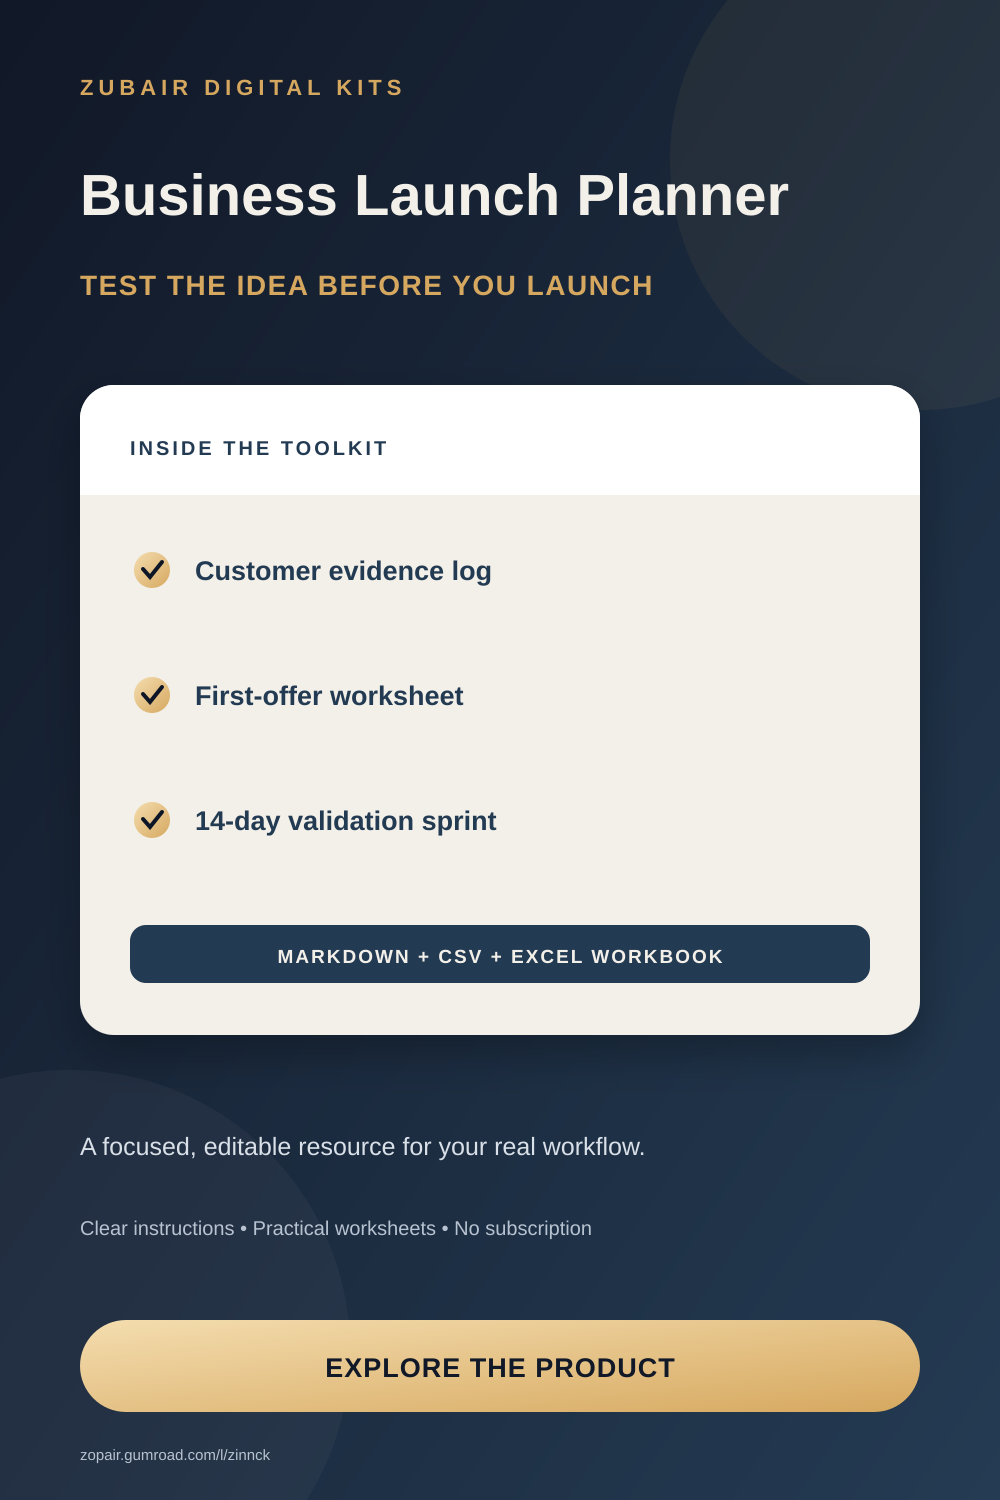 ZUBAIR DIGITAL KITS
Business Launch Planner
TEST THE IDEA BEFORE YOU LAUNCH
INSIDE THE TOOLKIT
Customer evidence log
First-offer worksheet
14-day validation sprint
MARKDOWN + CSV + EXCEL WORKBOOK
A focused, editable resource for your real workflow.
Clear instructions • Practical worksheets • No subscription
EXPLORE THE PRODUCT
zopair.gumroad.com/l/zinnck